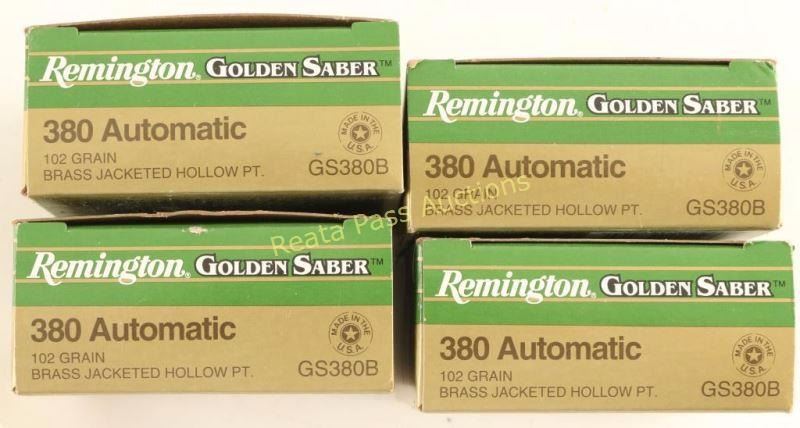 Remington. GOLDEN SABER™
380 Automatic
102 GRAIN
BRASS JACKETED HOLLOW PT.
MADE IN THE U.S.A.
GS380B
Remington. GOLDEN SABER™
380 Automatic
102 GRAIN
BRASS JACKETED HOLLOW PT.
MADE IN THE U.S.A.
GS380B
Reata Pass Auctions
Remington. GOLDEN SABER™
380 Automatic
102 GRAIN
BRASS JACKETED HOLLOW PT.
MADE IN THE U.S.A.
GS380B
Remington. GOLDEN SABER™
380 Automatic
102 GRAIN
BRASS JACKETED HOLLOW PT.
MADE IN THE U.S.A.
GS380B